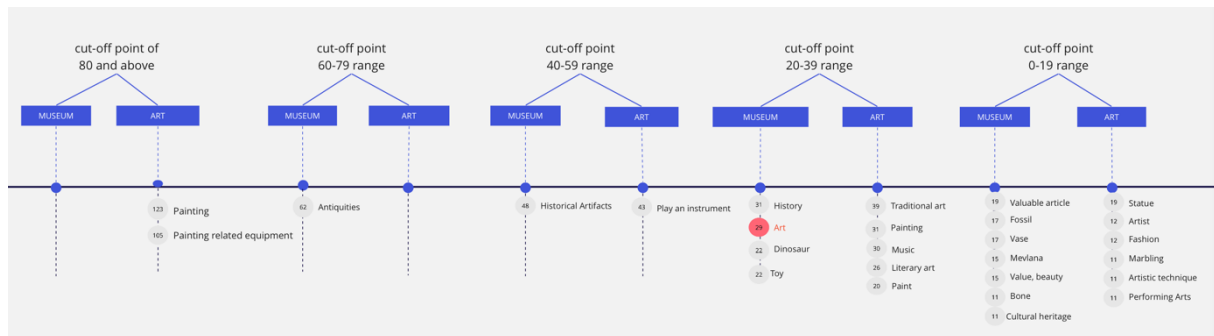 cut-off point of
80 and above
MUSEUM
ART
123 Painting
105 Painting related equipment
cut-off point
60-79 range
MUSEUM
ART
62 Antiquities
cut-off point
40-59 range
MUSEUM
ART
48 Historical Artifacts
43 Play an instrument
cut-off point
20-39 range
MUSEUM
ART
31 History
29 Art
22 Dinosaur
22 Toy
39 Traditional art
31 Painting
30 Music
26 Literary art
20 Paint
cut-off point
0-19 range
MUSEUM
ART
19 Valuable article
17 Fossil
17 Vase
15 Mevlana
15 Value, beauty
11 Bone
11 Cultural heritage
19 Statue
12 Artist
12 Fashion
11 Marbling
11 Artistic technique
11 Performing Arts